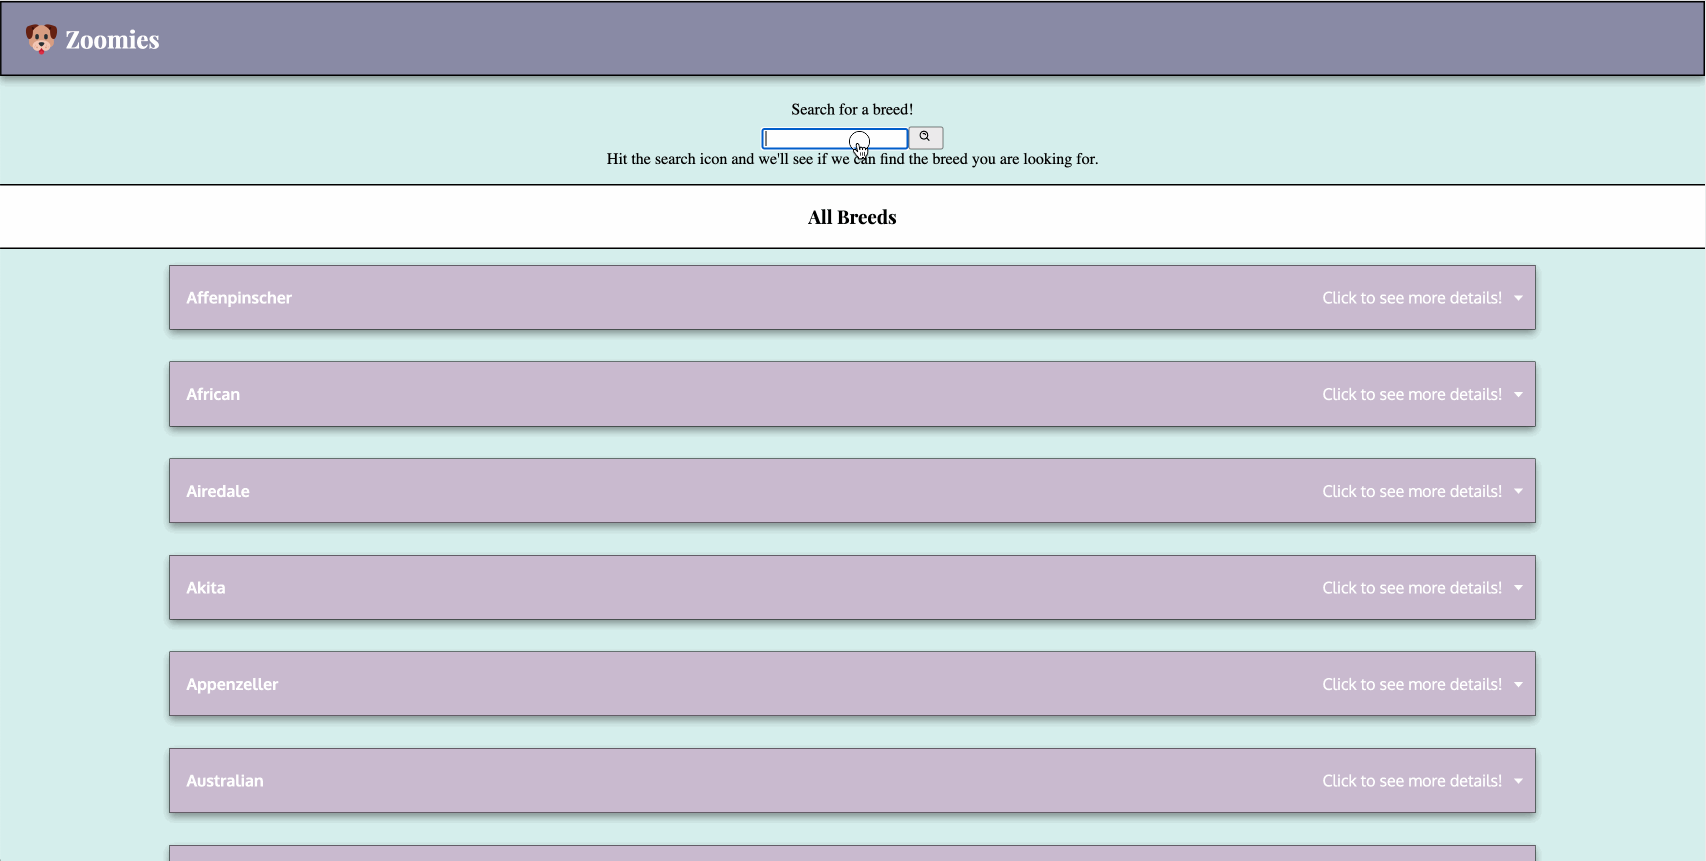 Zoomies
Search for a breed!
Hit the search icon and we'll see if we can find the breed you are looking for.
All Breeds
Affenpinscher Click to see more details!
African Click to see more details!
Airedale Click to see more details!
Akita Click to see more details!
Appenzeller Click to see more details!
Australian Click to see more details!